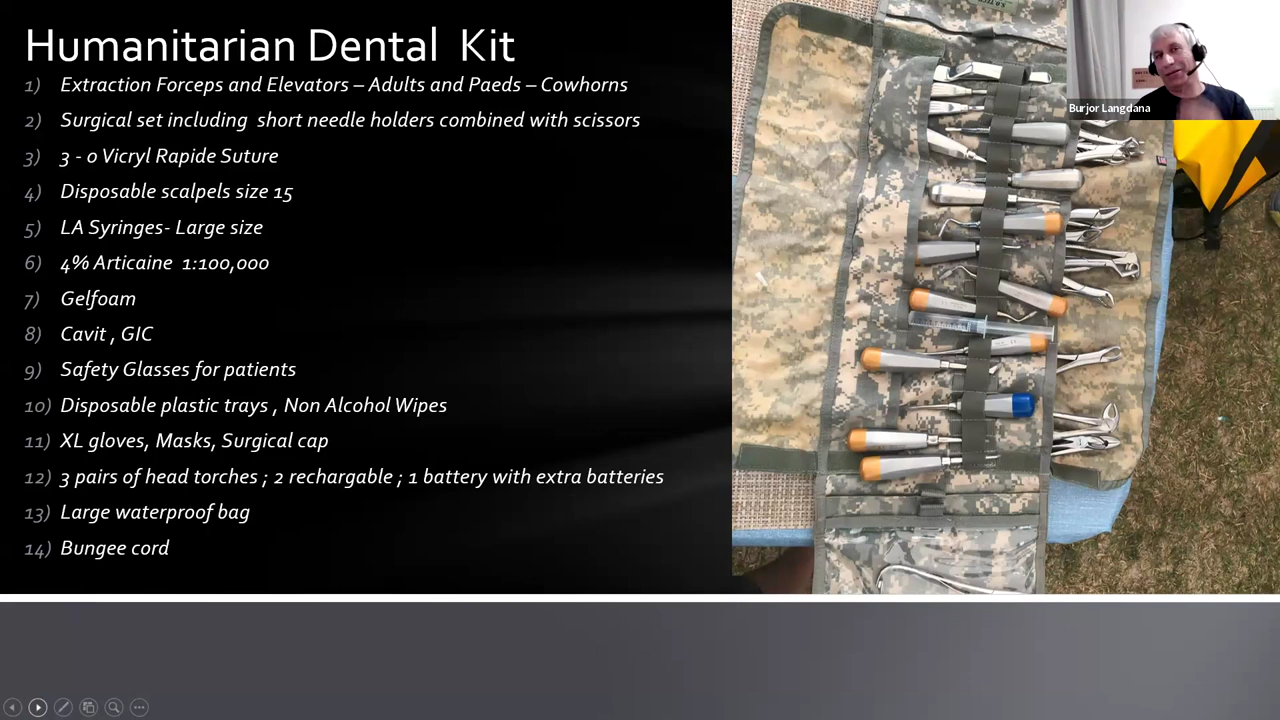 Humanitarian Dental Kit
1) Extraction Forceps and Elevators – Adults and Paeds – Cowhorns
2) Surgical set including short needle holders combined with scissors
3) 3 - 0 Vicryl Rapide Suture
4) Disposable scalpels size 15
5) LA Syringes- Large size
6) 4% Articaine 1:100,000
7) Gelfoam
8) Cavit , GIC
9) Safety Glasses for patients
10) Disposable plastic trays , Non Alcohol Wipes
11) XL gloves, Masks, Surgical cap
12) 3 pairs of head torches ; 2 rechargable ; 1 battery with extra batteries
13) Large waterproof bag
14) Bungee cord
Burjor Langdana